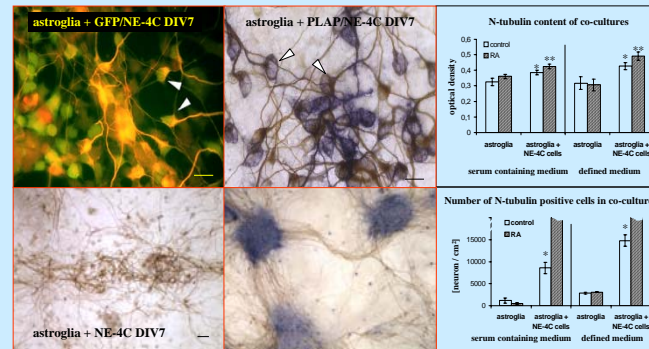 astroglia + GFP/NE-4C DIV7
astroglia + PLAP/NE-4C DIV7
astroglia + NE-4C DIV7
N-tubulin content of co-cultures
optical density
0,6
0,5
0,4
0,3
0,2
0,1
0
control
RA
* ** * **
astroglia astroglia + NE-4C cells astroglia astroglia + NE-4C cells
serum containing medium defined medium
Number of N-tubulin positive cells in co-culture
[neuron / cm²]
15000
10000
5000
0
control
RA
* *
astroglia astroglia + NE-4C cells astroglia astroglia + NE-4C cells
serum containing medium defined medium